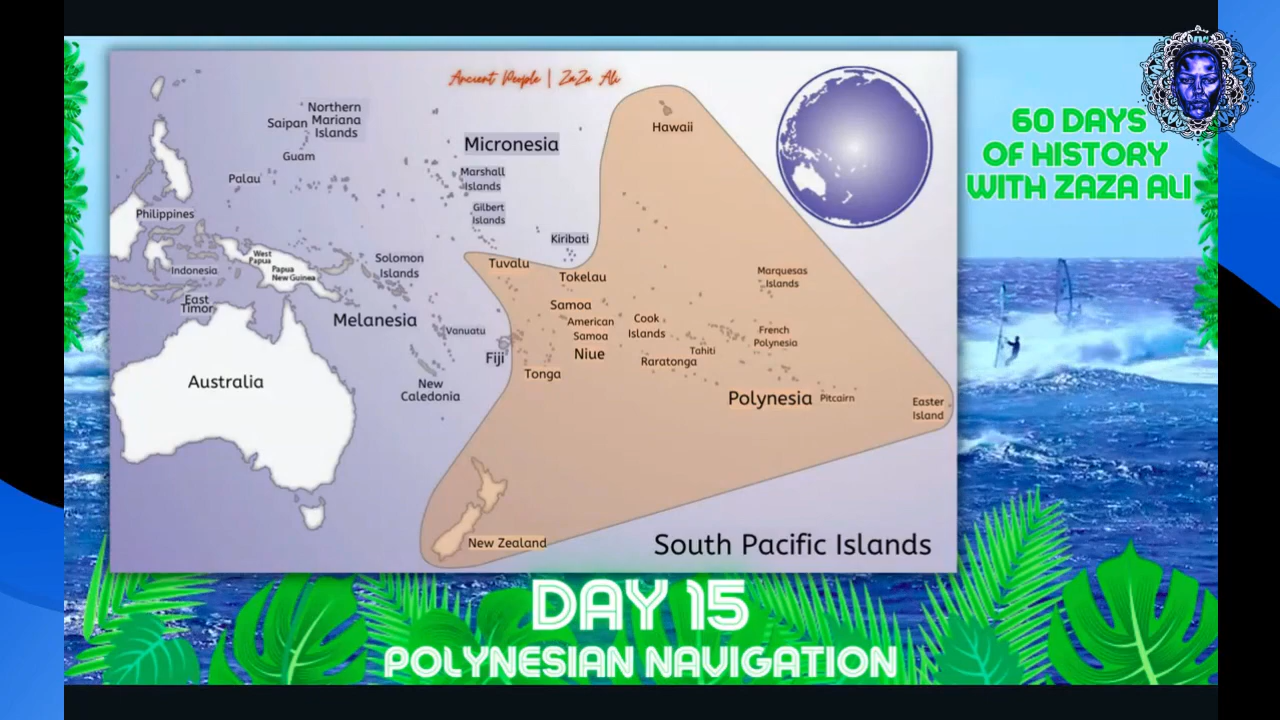 Ancient People | ZaZa Ali
60 DAYS
OF HISTORY
WITH ZAZA ALI
Northern
Mariana
Islands
Saipan
Guam
Palau
Philippines
Micronesia
Marshall
Islands
Gilbert
Islands
Kiribati
Hawaii
Indonesia
West
Papua
Papua
New Guinea
East
Timor
Solomon
Islands
Melanesia
Vanuatu
Fiji
New
Caledonia
Australia
Tuvalu
Tokelau
Samoa
American
Samoa
Niue
Tonga
Cook
Islands
Raratonga
Tahiti
Marquesas
Islands
French
Polynesia
Polynesia
Pitcairn
Easter
Island
New Zealand
South Pacific Islands
DAY 15
POLYNESIAN NAVIGATION